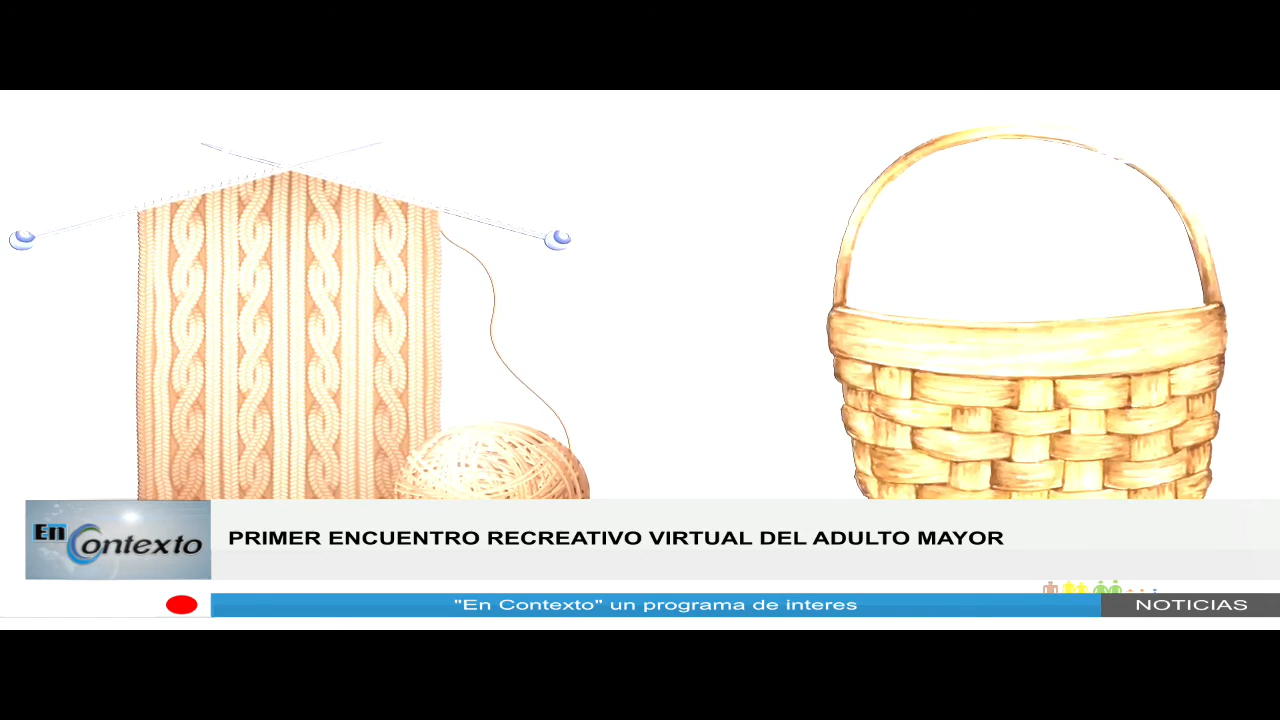 En Contexto
PRIMER ENCUENTRO RECREATIVO VIRTUAL DEL ADULTO MAYOR
"En Contexto" un programa de interes
NOTICIAS